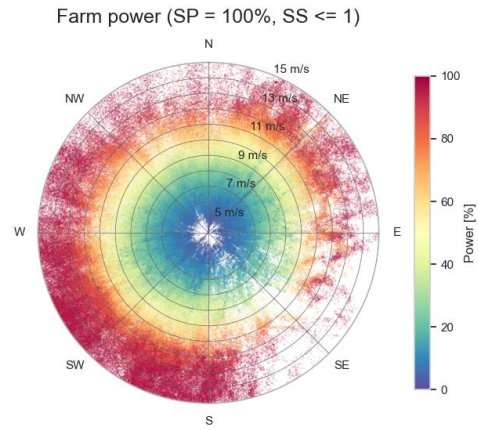 Farm power (SP = 100%, SS <= 1)
N
15 m/s
100
NW
13 m/s
NE
11 m/s
80
9 m/s
7 m/s
60
5 m/s
W
E
Power [%]
40
20
SW
SE
0
S